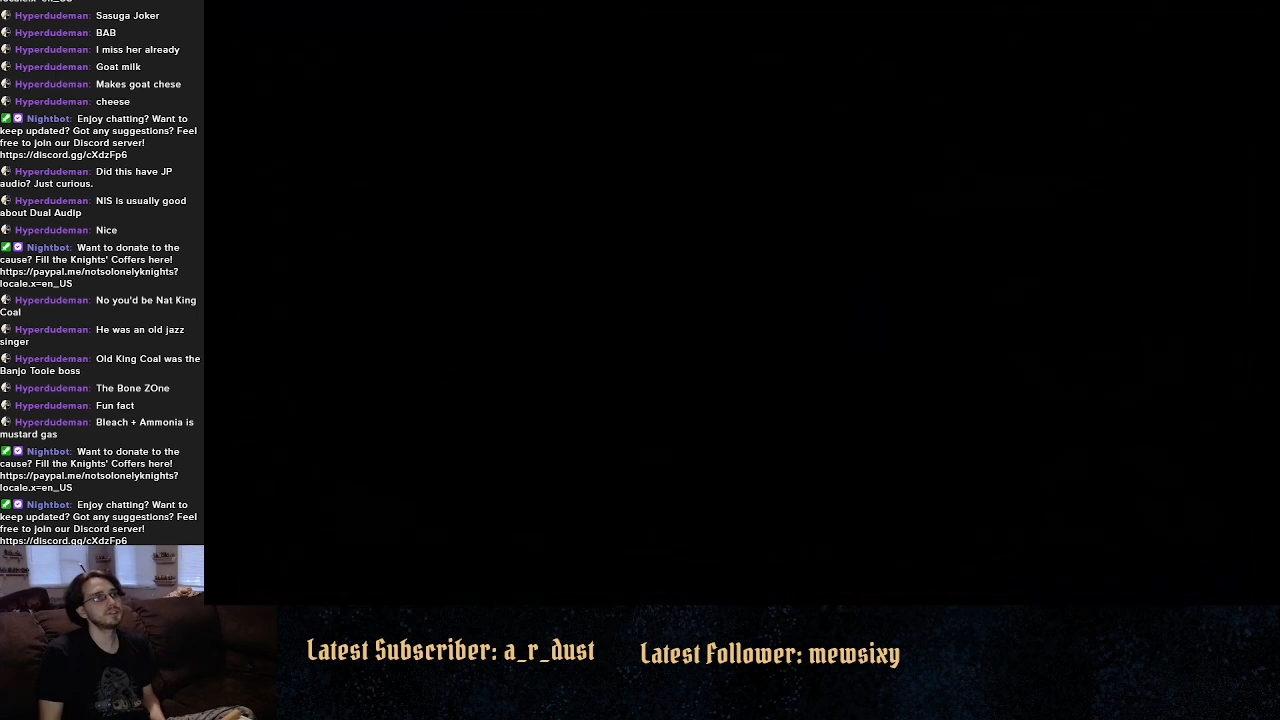 Hyperdudeman: Sasuga Joker
Hyperdudeman: BAB
Hyperdudeman: I miss her already
Hyperdudeman: Goat milk
Hyperdudeman: Makes goat chese
Hyperdudeman: cheese
Nightbot: Enjoy chatting? Want to
keep updated? Got any suggestions? Feel
free to join our Discord server!
https://discord.gg/cXdzFp6
Hyperdudeman: Did this have JP
audio? Just curious.
Hyperdudeman: NIS is usually good
about Dual Audip
Hyperdudeman: Nice
Nightbot: Want to donate to the
cause? Fill the Knights' Coffers here!
https://paypal.me/notsolonelyknights?
locale.x=en_US
Hyperdudeman: No you'd be Nat King
Coal
Hyperdudeman: He was an old jazz
singer
Hyperdudeman: Old King Coal was the
Banjo Tooie boss
Hyperdudeman: The Bone ZOne
Hyperdudeman: Fun fact
Hyperdudeman: Bleach + Ammonia is
mustard gas
Nightbot: Want to donate to the
cause? Fill the Knights' Coffers here!
https://paypal.me/notsolonelyknights?
locale.x=en_US
Nightbot: Enjoy chatting? Want to
keep updated? Got any suggestions? Feel
free to join our Discord server!
https://discord.gg/cXdzFp6
Latest Subscriber: a_r_dust
Latest Follower: mewsixy